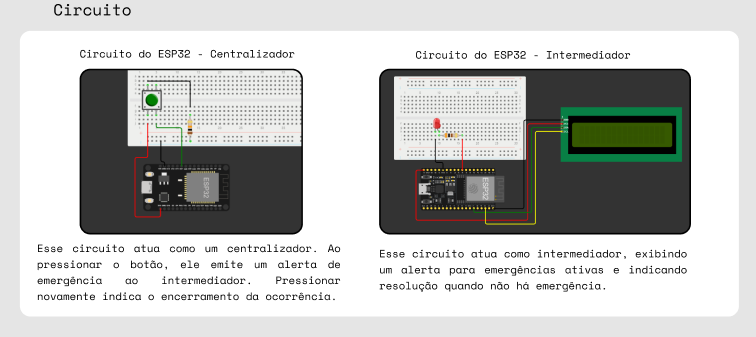 Circuito
Circuito do ESP32 - Centralizador
Circuito do ESP32 - Intermediador
ESP32
ESP32
Esse circuito atua como um centralizador. Ao
pressionar o botão, ele emite um alerta de
emergência ao intermediador. Pressionar
novamente indica o encerramento da ocorrência.
Esse circuito atua como intermediador, exibindo
um alerta para emergências ativas e indicando
resolução quando não há emergência.